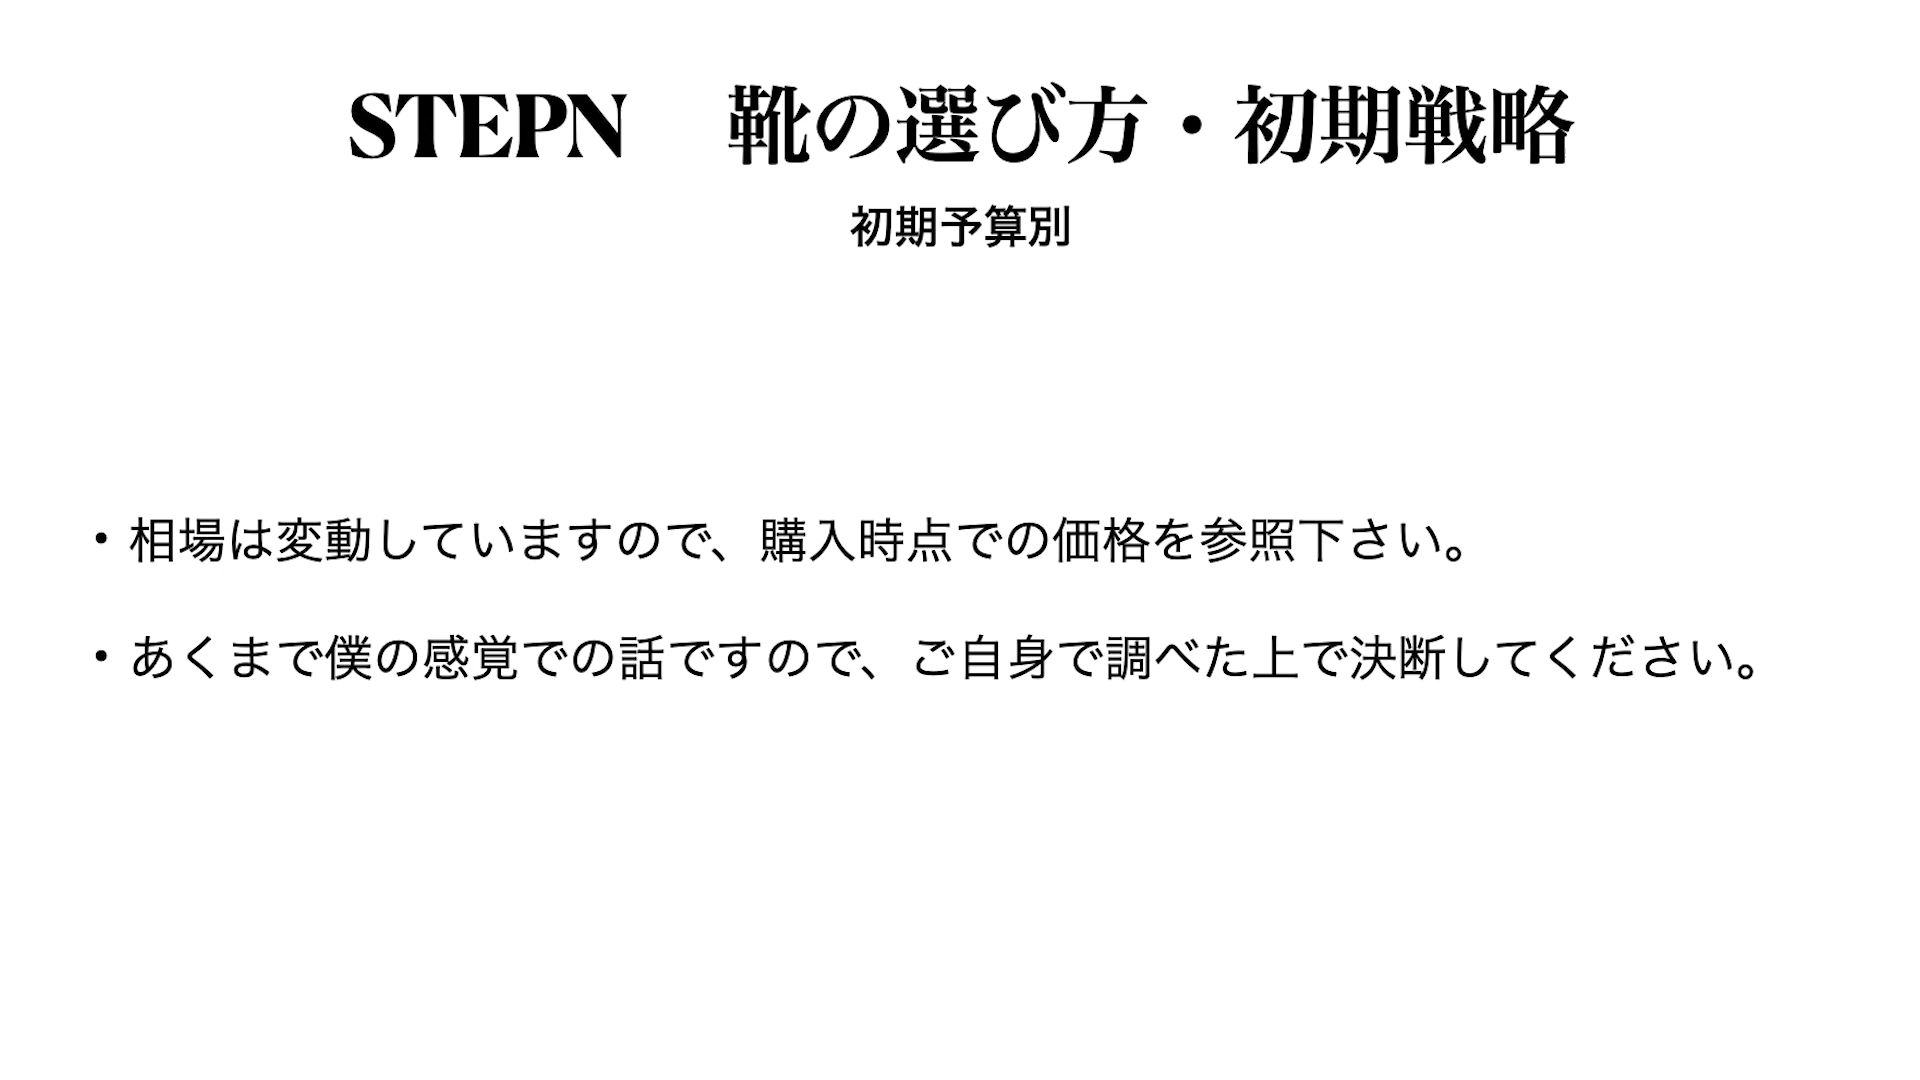 STEPN　靴の選び方・初期戦略
初期予算別
・相場は変動していますので、購入時点での価格を参照下さい。
・あくまで僕の感覚での話ですので、ご自身で調べた上で決断してください。